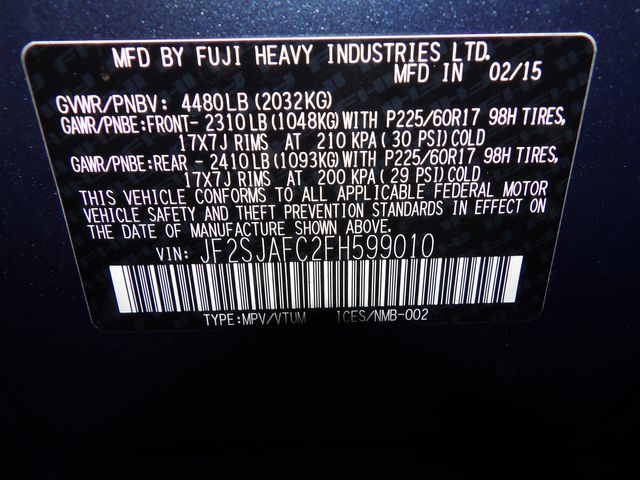 MFD BY FUJI HEAVY INDUSTRIES LTD.
MFD IN 02/15
GVWR/PNBV: 4480LB (2032KG)
GAWR/PNBE:FRONT- 2310LB (1048KG)WITH P225/60R17 98H TIRES,
17X7J RIMS AT 210 KPA( 30 PSI)COLD
GAWR/PNBE:REAR - 2410LB (1093KG)WITH P225/60R17 98H TIRES,
17X7J RIMS AT 200 KPA( 29 PSI)COLD
THIS VEHICLE CONFORMS TO ALL APPLICABLE FEDERAL MOTOR
VEHICLE SAFETY AND THEFT PREVENTION STANDARDS IN EFFECT ON
THE DATE OF MANUFACTURE SHOWN ABOVE.
VIN: JF2SJAFC2FH599010
TYPE:MPV/VTUM ICES/NMB-002